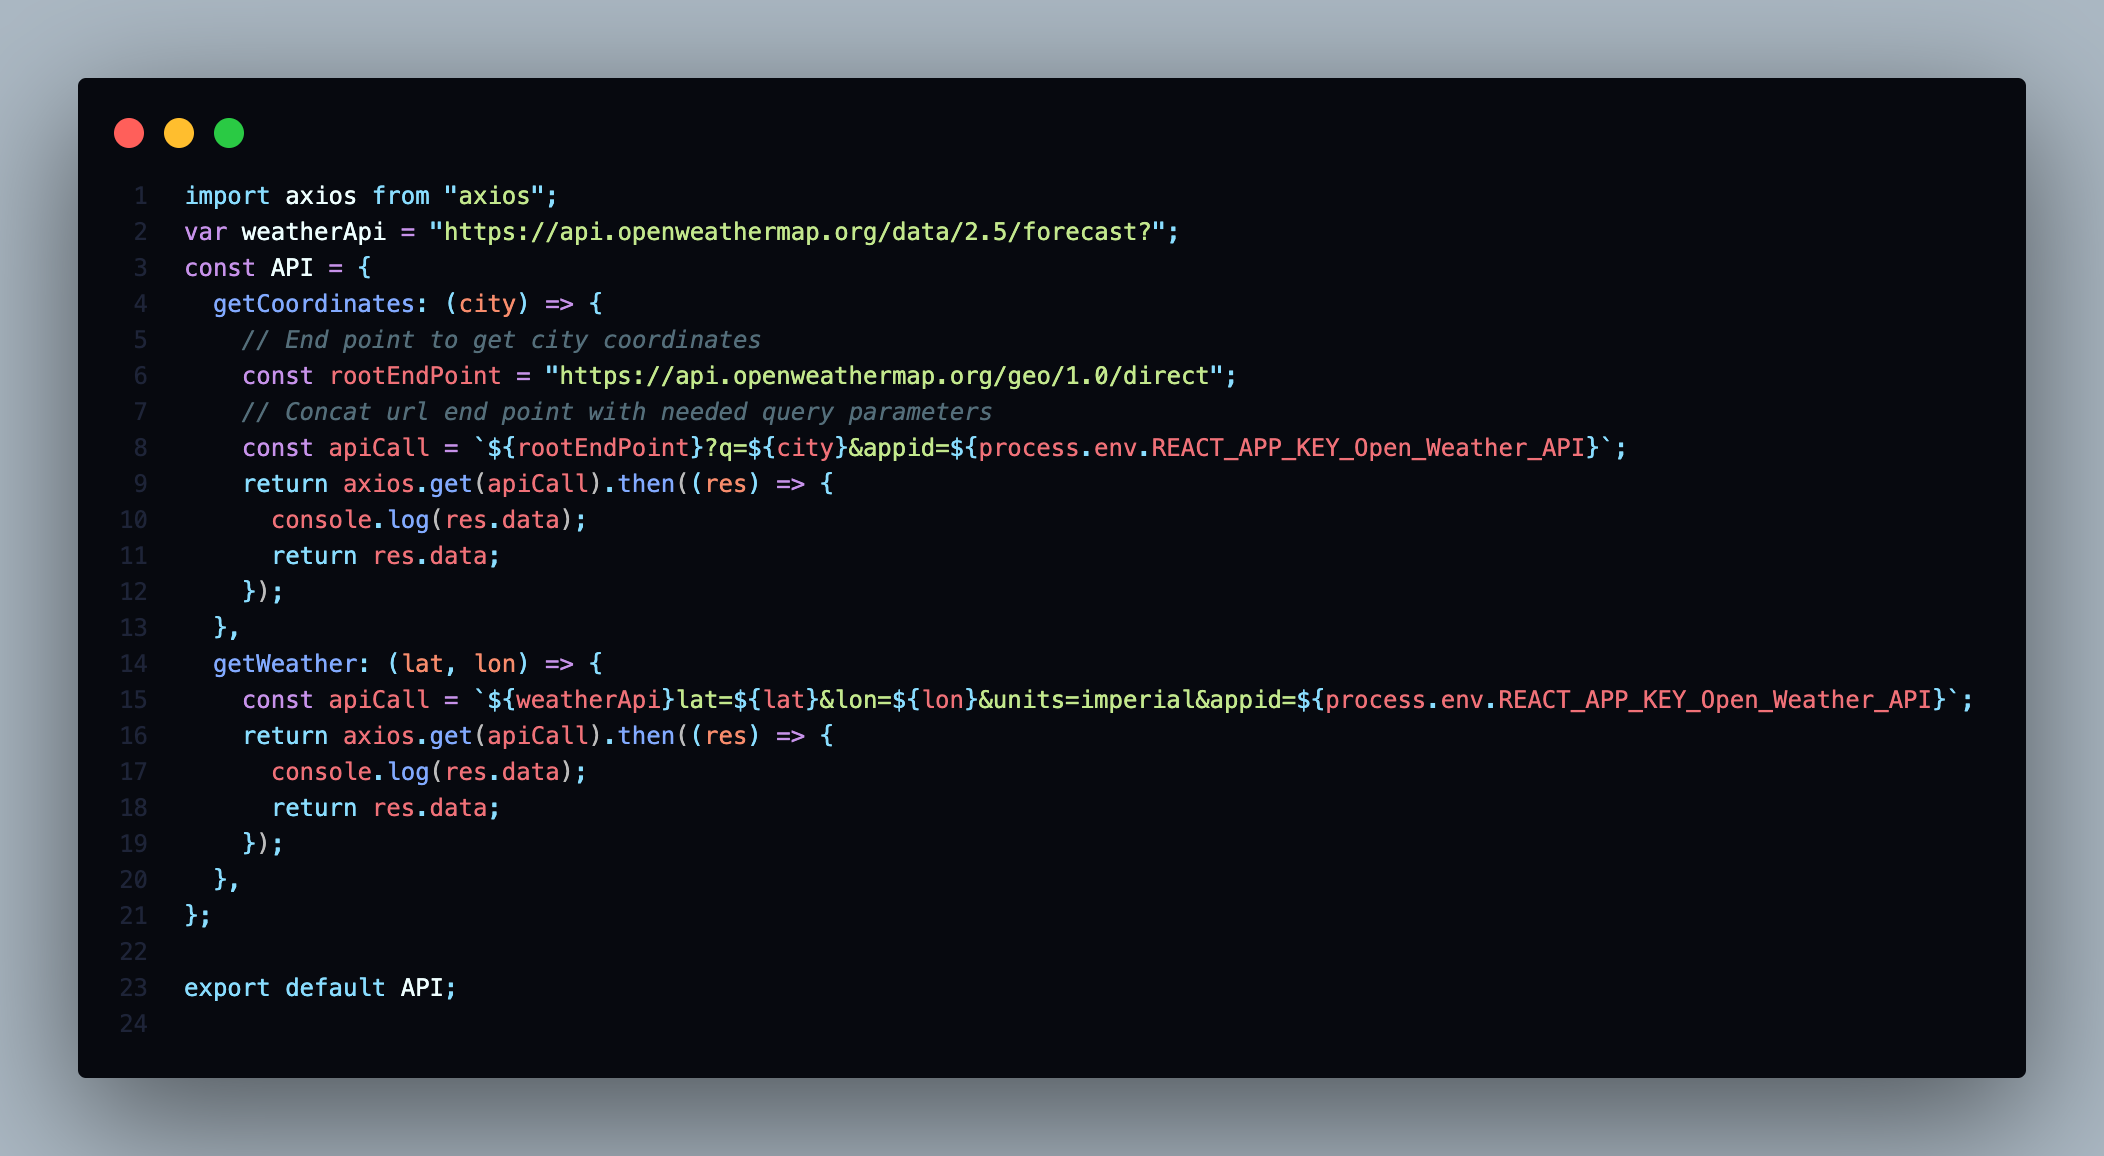 1 import axios from "axios";
2 var weatherApi = "https://api.openweathermap.org/data/2.5/forecast?";
3 const API = {
4   getCoordinates: (city) => {
5     // End point to get city coordinates
6     const rootEndPoint = "https://api.openweathermap.org/geo/1.0/direct";
7     // Concat url end point with needed query parameters
8     const apiCall = `${rootEndPoint}?q=${city}&appid=${process.env.REACT_APP_KEY_Open_Weather_API}`;
9     return axios.get(apiCall).then((res) => {
10       console.log(res.data);
11       return res.data;
12     });
13   },
14   getWeather: (lat, lon) => {
15     const apiCall = `${weatherApi}lat=${lat}&lon=${lon}&units=imperial&appid=${process.env.REACT_APP_KEY_Open_Weather_API}`;
16     return axios.get(apiCall).then((res) => {
17       console.log(res.data);
18       return res.data;
19     });
20   },
21 };
22
23 export default API;
24